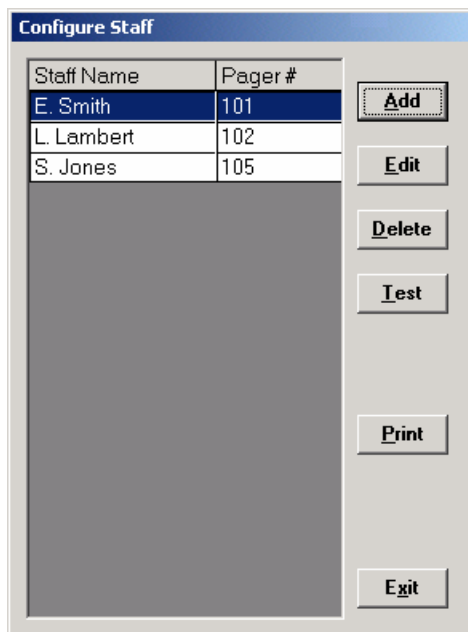 Configure Staff
Staff Name Pager #
E. Smith 101
L. Lambert 102
S. Jones 105
Add
Edit
Delete
Test
Print
Exit